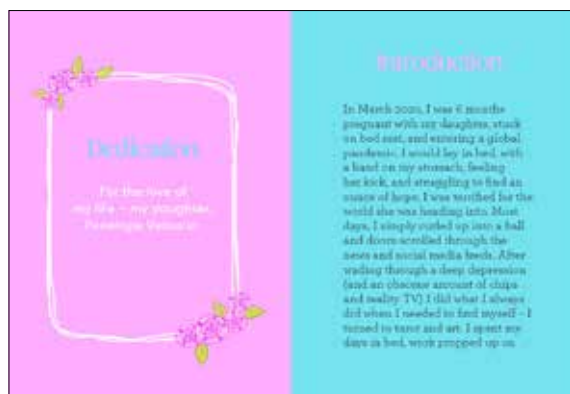 Dedication
For the love of
my life – my daughter,
Penelope
Introduction
In March 2020, I was 6 months
pregnant with my daughter, stuck
on bed rest, and entering a global
pandemic. I would lay in bed, with
a hand on my stomach, feeling
her kick, and struggling to find an
ounce of hope. I was terrified for the
world she was heading into. Most
days, I simply curled up into a ball
and doom-scrolled through the
news and social media feeds. After
wading through a deep depression
(and an obscene amount of chips
and reality TV) I did what I always
did when I needed to find myself – I
turned to tarot and art. I spent my
days in bed, work propped up on